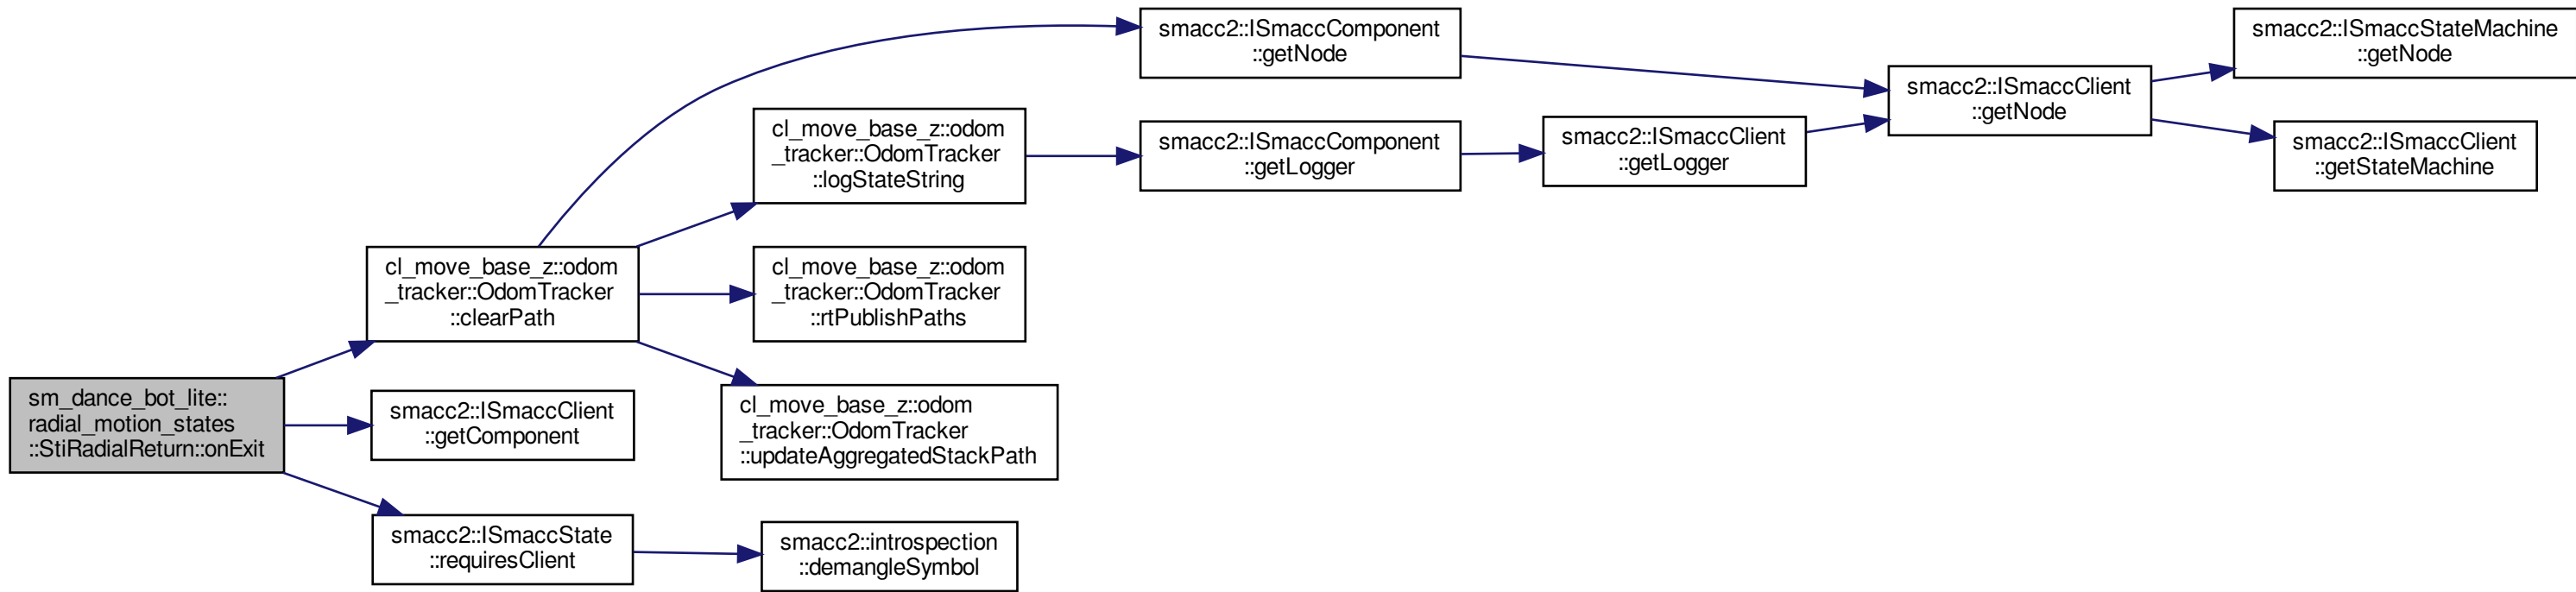 sm_dance_bot_lite::
radial_motion_states
::StiRadialReturn::onExit
cl_move_base_z::odom
_tracker::OdomTracker
::clearPath
smacc2::ISmaccClient
::getComponent
smacc2::ISmaccState
::requiresClient
cl_move_base_z::odom
_tracker::OdomTracker
::logStateString
cl_move_base_z::odom
_tracker::OdomTracker
::rtPublishPaths
cl_move_base_z::odom
_tracker::OdomTracker
::updateAggregatedStackPath
smacc2::introspection
::demangleSymbol
smacc2::ISmaccComponent
::getNode
smacc2::ISmaccComponent
::getLogger
smacc2::ISmaccClient
::getLogger
smacc2::ISmaccClient
::getNode
smacc2::ISmaccStateMachine
::getNode
smacc2::ISmaccClient
::getStateMachine